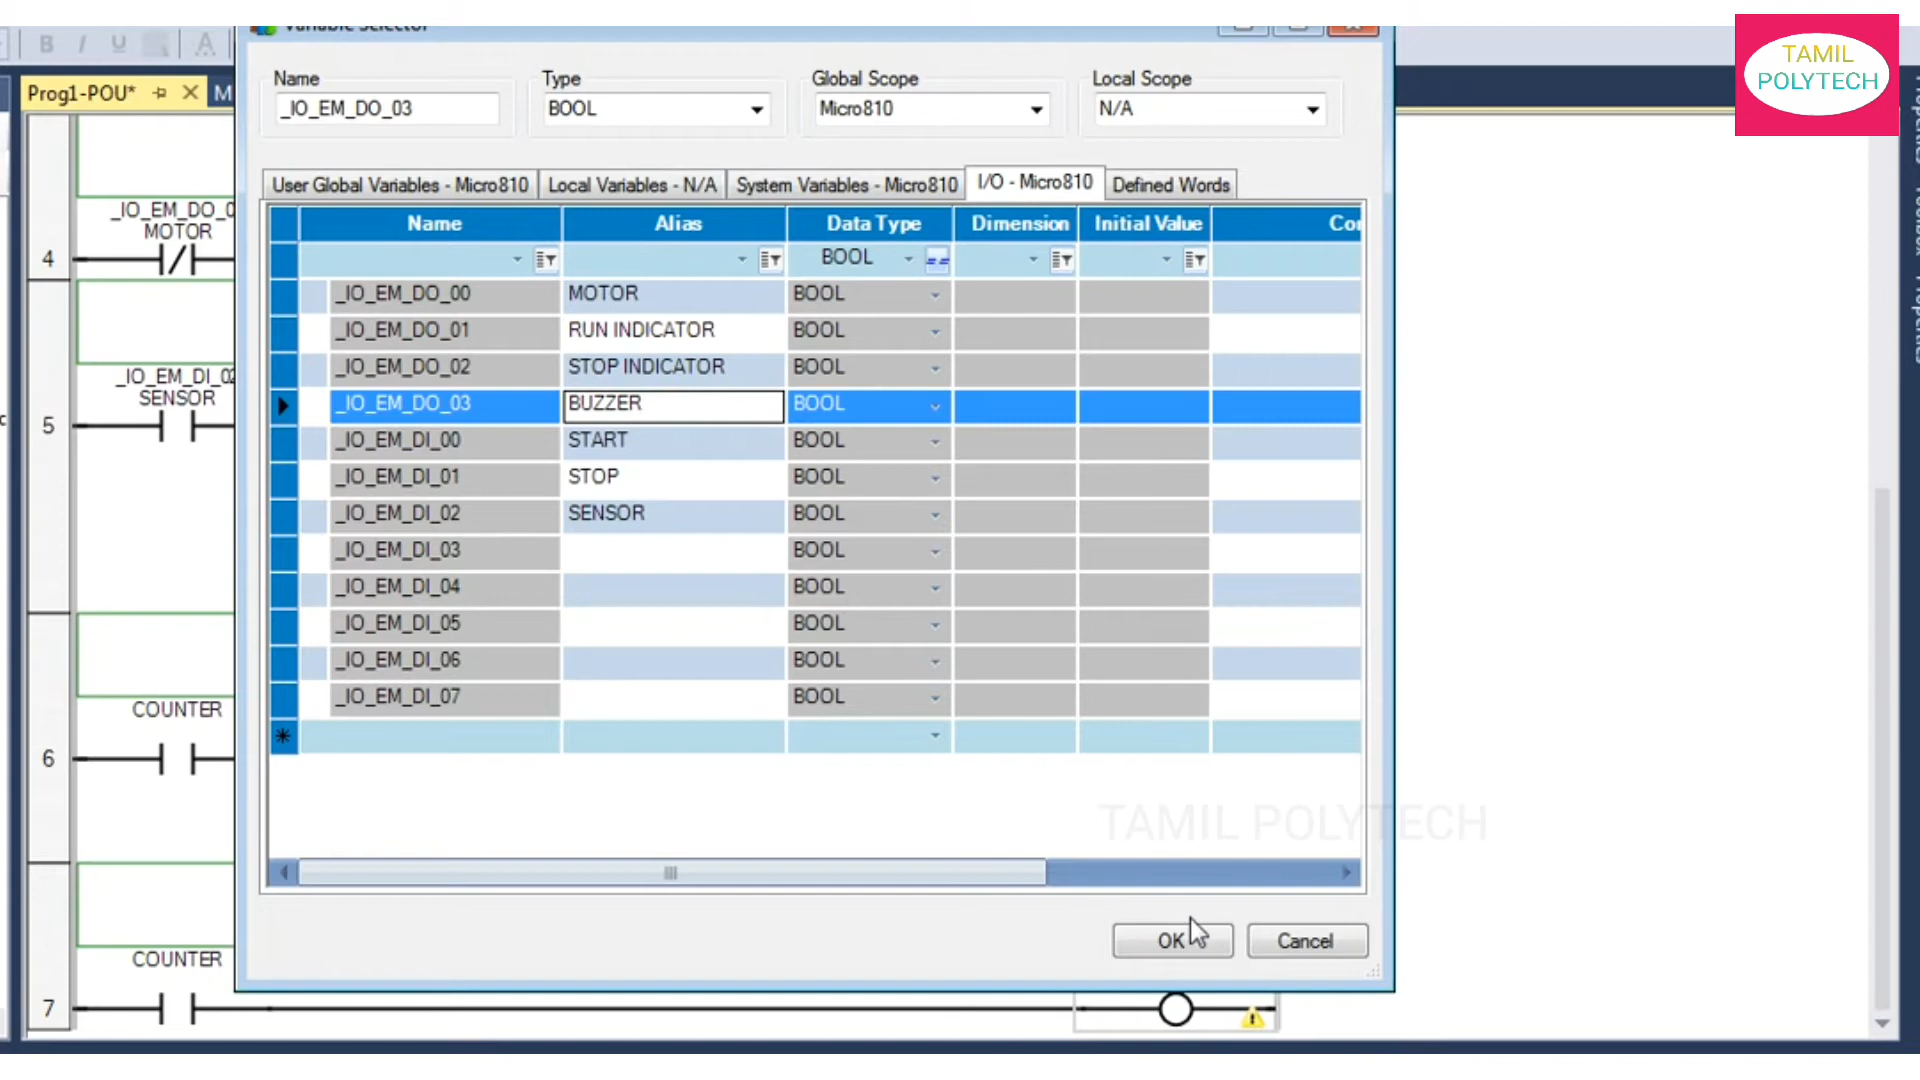 Variable Selector
B I U A
TAMIL
POLYTECH
Prog1-POU*
M
Name
Type
Global Scope
Local Scope
_IO_EM_DO_03
BOOL
Micro810
N/A
User Global Variables - Micro810
Local Variables - N/A
System Variables - Micro810
I/O - Micro810
Defined Words
Name Alias Data Type Dimension Initial Value
BOOL
_IO_EM_DO_00 MOTOR BOOL
_IO_EM_DO_01 RUN INDICATOR BOOL
_IO_EM_DO_02 STOP INDICATOR BOOL
_IO_EM_DO_03 BUZZER BOOL
_IO_EM_DI_00 START BOOL
_IO_EM_DI_01 STOP BOOL
_IO_EM_DI_02 SENSOR BOOL
_IO_EM_DI_03 BOOL
_IO_EM_DI_04 BOOL
_IO_EM_DI_05 BOOL
_IO_EM_DI_06 BOOL
_IO_EM_DI_07 BOOL
*
TAMIL POLYTECH
OK
Cancel
_IO_EM_DO_0
MOTOR
4
_IO_EM_DI_02
SENSOR
5
COUNTER
6
COUNTER
7